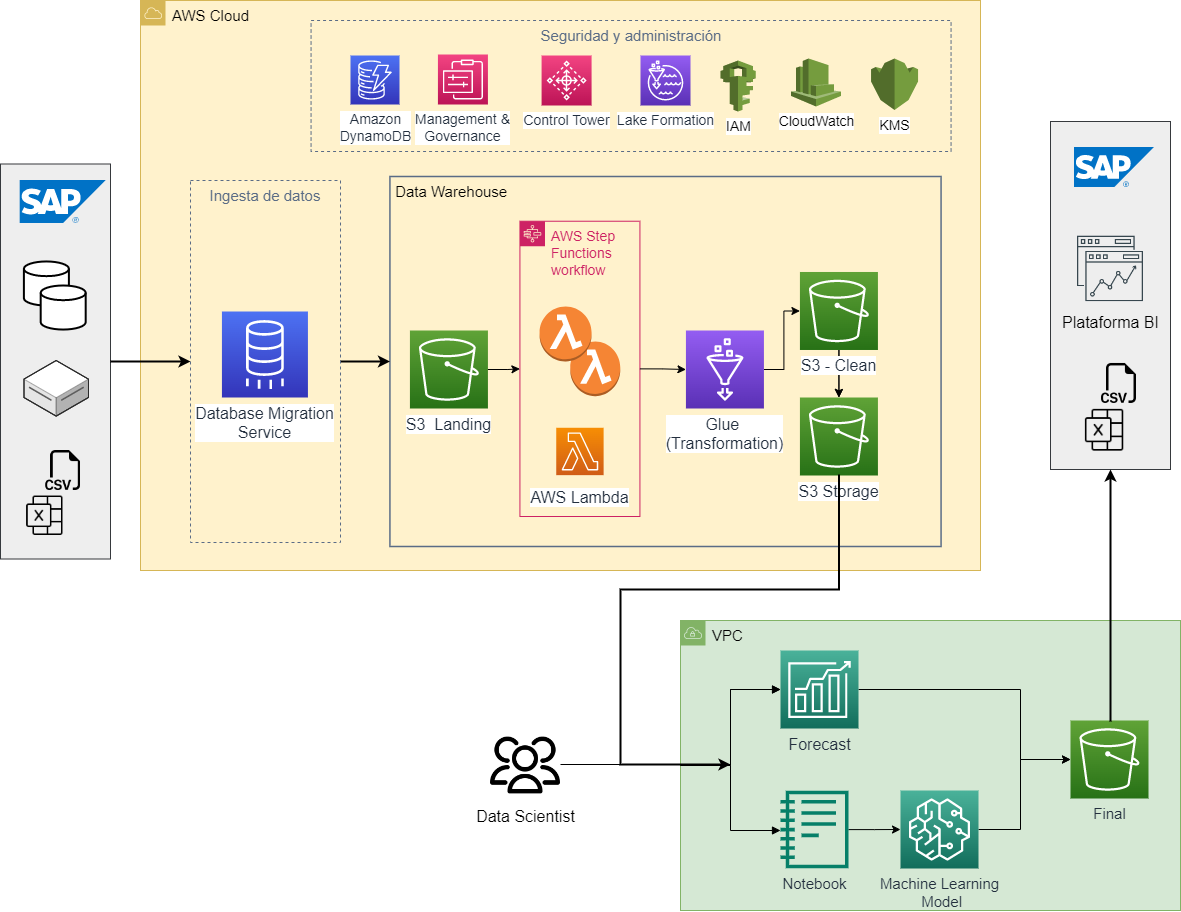 AWS Cloud
Seguridad y administración
Amazon
DynamoDB
Management &
Governance
Control Tower
Lake Formation
IAM
CloudWatch
KMS
SAP
®
CSV
X
Ingesta de datos
Database Migration
Service
Data Warehouse
S3 Landing
AWS Step
Functions
workflow
λ
λ
AWS Lambda
Glue
(Transformation)
S3 - Clean
S3 Storage
SAP
®
Plataforma BI
CSV
X
VPC
Forecast
Data Scientist
Notebook
Machine Learning
Model
Final